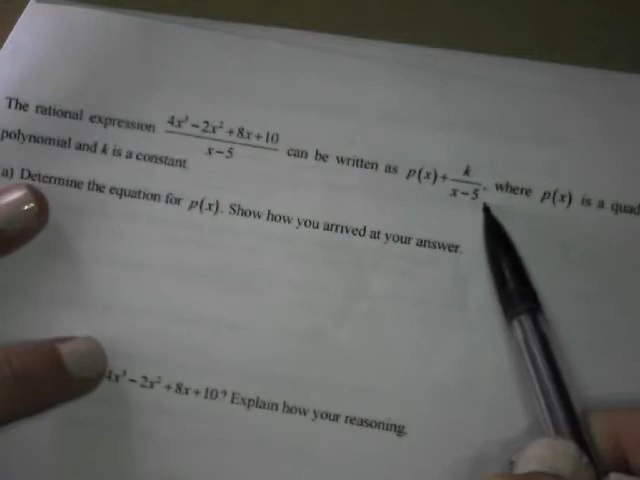 The rational expression \frac{4x³-2x²+8x+10}{x-5} can be written as p(x)+\frac{k}{x-5}, where p(x) is a quad
polynomial and k is a constant
a) Determine the equation for p(x). Show how you arrived at your answer.
4x³-2x²+8x+10? Explain how your reasoning.